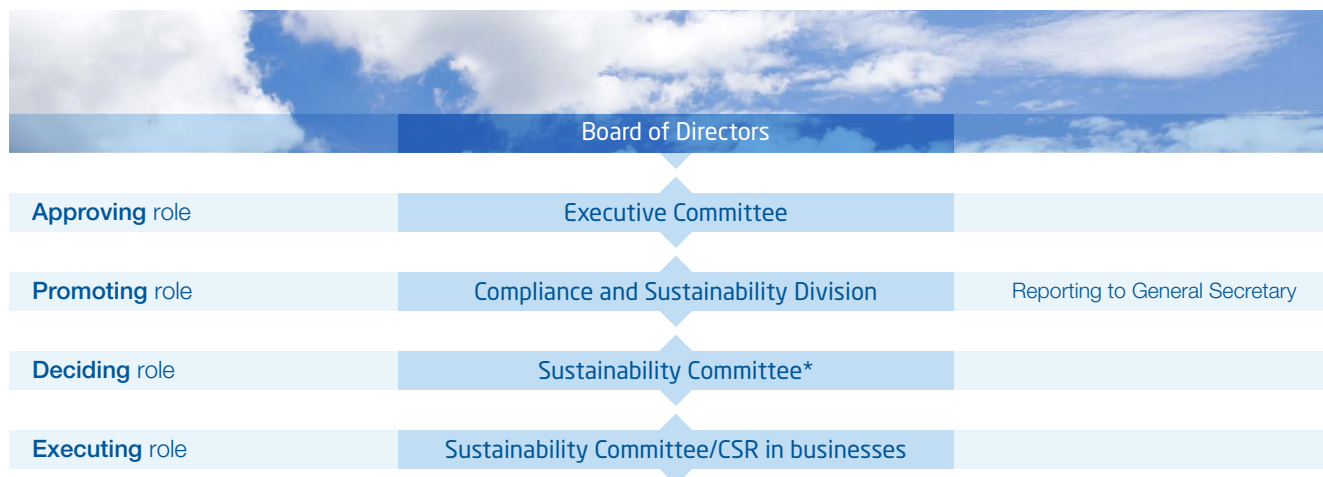 Board of Directors
Approving role
Executive Committee
Promoting role
Compliance and Sustainability Division
Reporting to General Secretary
Deciding role
Sustainability Committee*
Executing role
Sustainability Committee/CSR in businesses